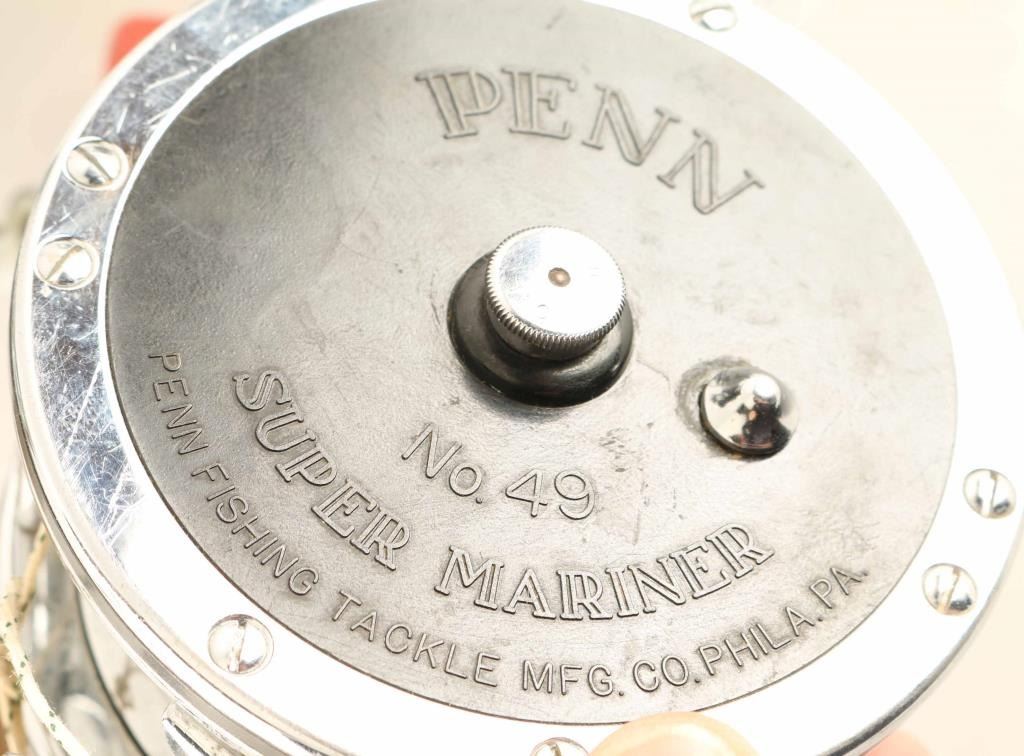 PENN
No. 49
SUPER MARINER
PENN FISHING TACKLE MFG. CO. PHILA. PA.